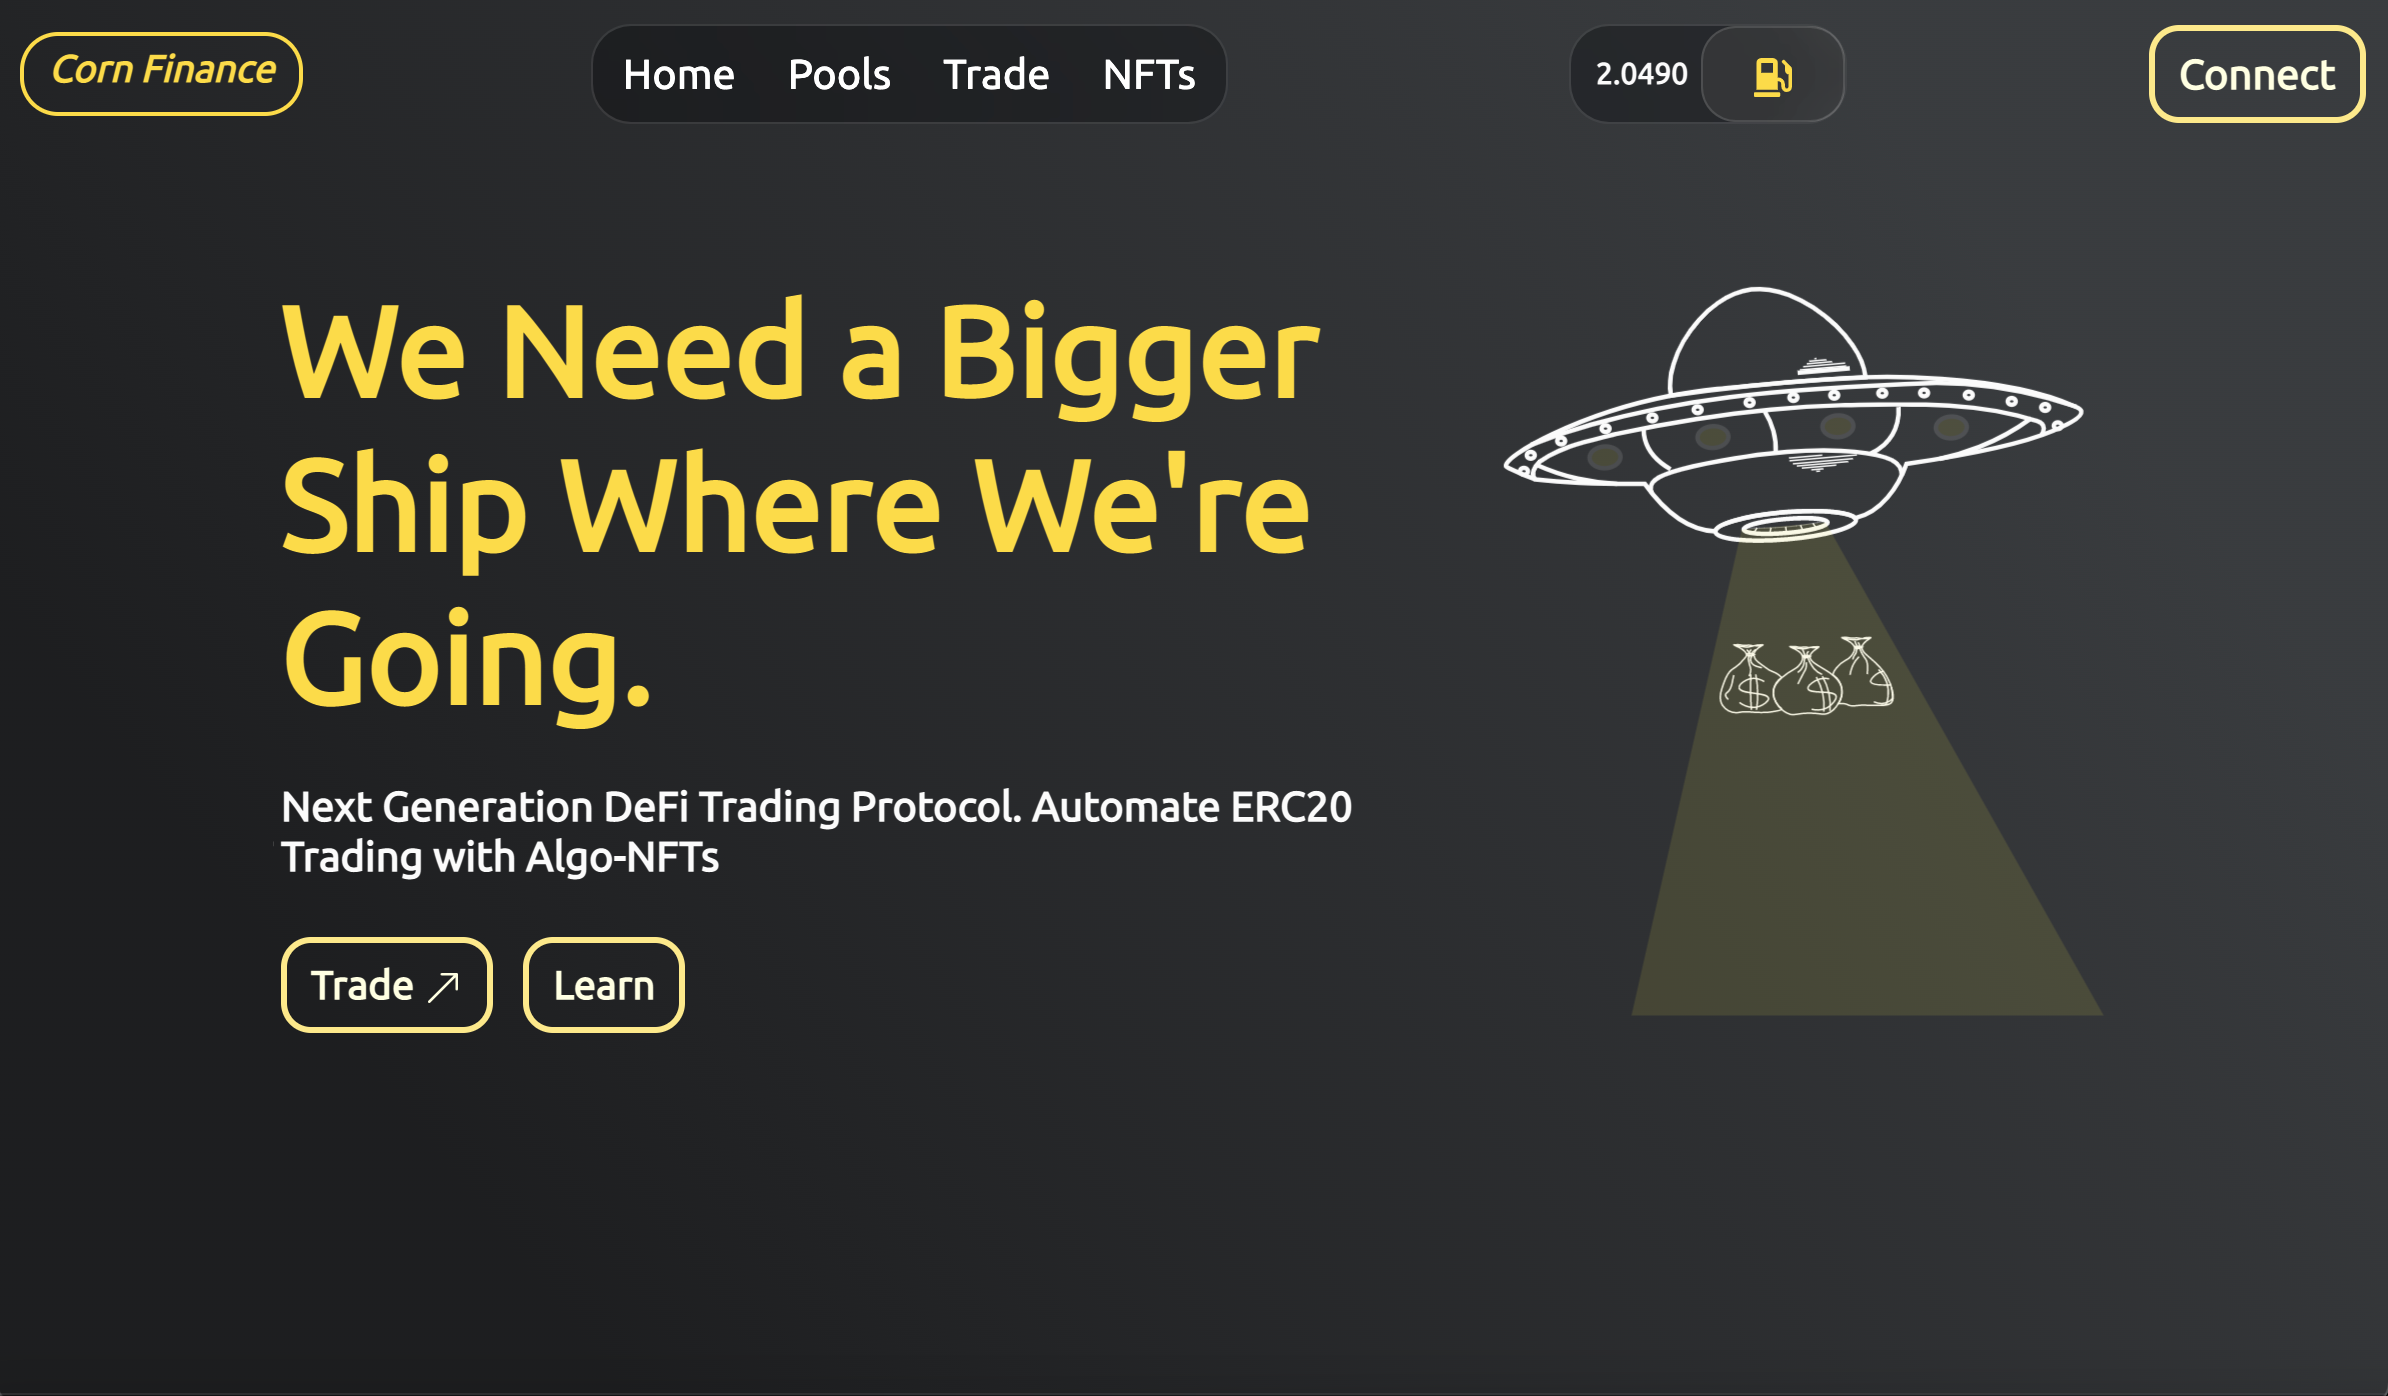 Corn Finance
Home Pools Trade NFTs
2.0490
Connect
We Need a Bigger
Ship Where We're
Going.
Next Generation DeFi Trading Protocol. Automate ERC20
Trading with Algo-NFTs
Trade
Learn
$ $ $